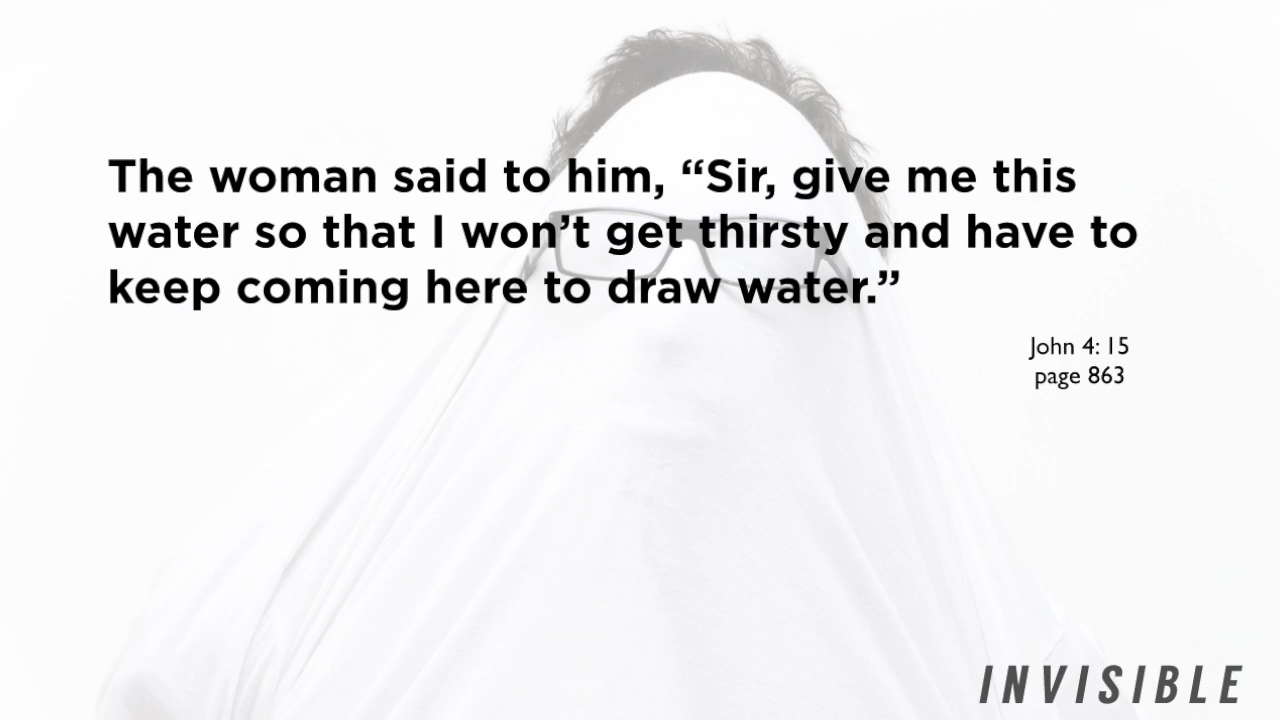 The woman said to him, “Sir, give me this
water so that I won’t get thirsty and have to
keep coming here to draw water.”
John 4: 15
page 863
INVISIBLE